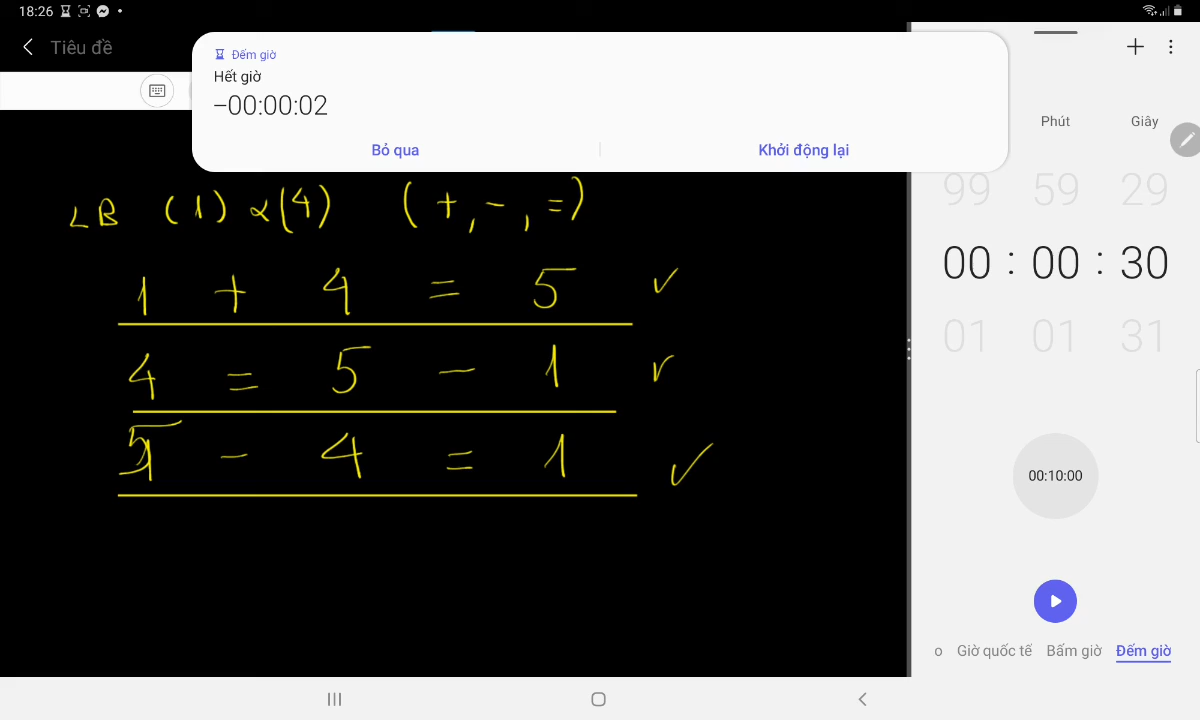 18:26
Tiêu đề
Đếm giờ
Hết giờ
−00:00:02
Bỏ qua
Khởi động lại
LB (1) & (4) (+, -, =)
1 + 4 = 5 ✓
4 = 5 - 1 ✓
5 - 4 = 1 ✓
Phút Giây
99 59 29
00 : 00 : 30
01 01 31
00:10:00
o Giờ quốc tế Bấm giờ Đếm giờ